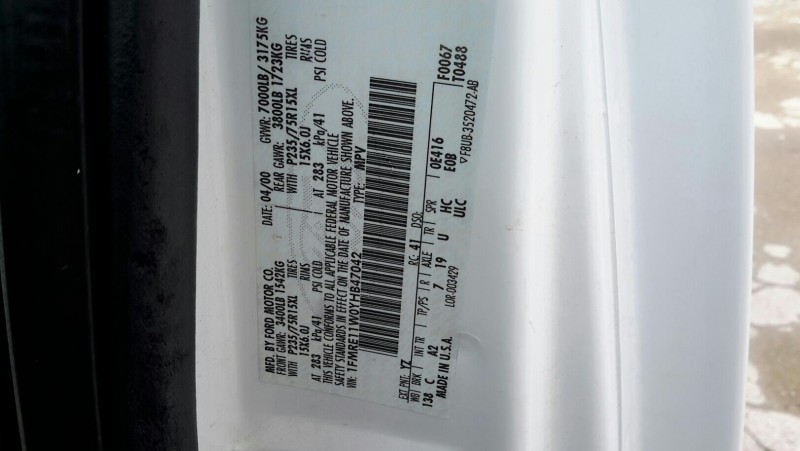 MFD. BY FORD MOTOR CO.
DATE: 04/00 GVWR: 7000LB/ 3175KG
FRONT GAWR: 3400LB 1542KG REAR GAWR: 3800LB 1723KG
WITH P235/75R15XL TIRES WITH P235/75R15XL TIRES
15X6.0J RIMS 15X6.0J
AT 283 kPa/41 PSI COLD AT 283 kPa/41 PSI COLD
THIS VEHICLE CONFORMS TO ALL APPLICABLE FEDERAL MOTOR VEHICLE
SAFETY STANDARDS IN EFFECT ON THE DATE OF MANUFACTURE SHOWN ABOVE.
VIN: 1FMRE11W0YHB47042 TYPE: MPV
EXT PNT: YZ RC: 41 DSO: F0067
T0488
WB BRK INT TR TP/PS R AXLE TR SPR 0E416
138 C A2 7 19 U HC E0B
ULC
MADE IN U.S.A. LOR-003429 F8UB-3520472-AB